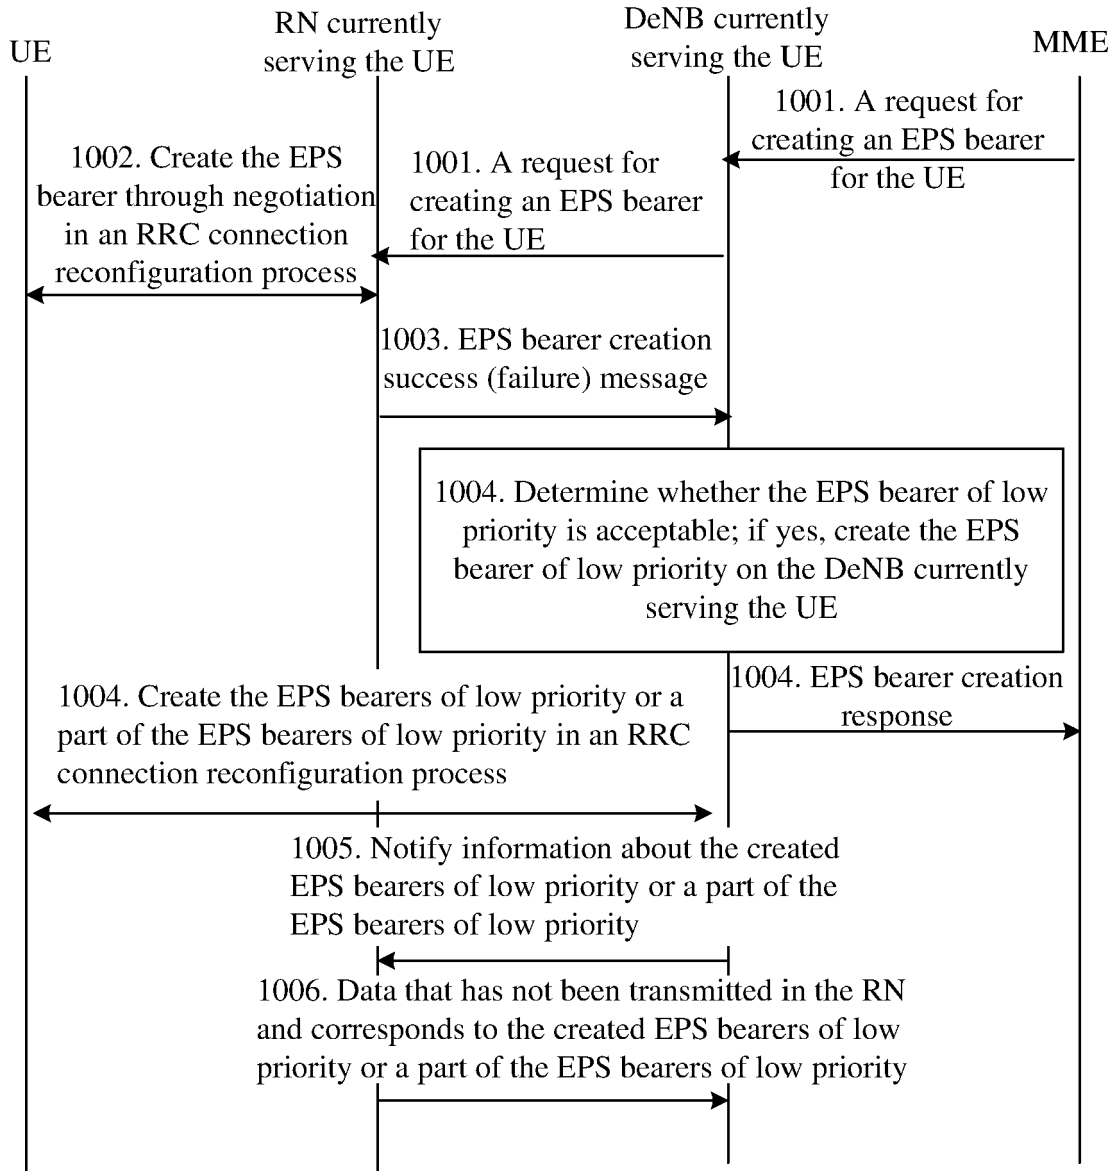 UE
RN currently
serving the UE
DeNB currently
serving the UE
MME
1001. A request for
creating an EPS bearer
for the UE
1002. Create the EPS
bearer through negotiation
in an RRC connection
reconfiguration process
1001. A request for
creating an EPS bearer
for the UE
1003. EPS bearer creation
success (failure) message
1004. Determine whether the EPS bearer of low
priority is acceptable; if yes, create the EPS
bearer of low priority on the DeNB currently
serving the UE
1004. EPS bearer creation
response
1004. Create the EPS bearers of low priority or a
part of the EPS bearers of low priority in an RRC
connection reconfiguration process
1005. Notify information about the created
EPS bearers of low priority or a part of the
EPS bearers of low priority
1006. Data that has not been transmitted in the RN
and corresponds to the created EPS bearers of low
priority or a part of the EPS bearers of low priority